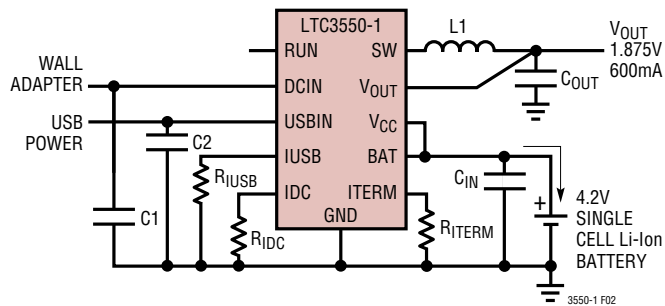 LTC3550-1
RUN
SW
L1
VOUT
1.875V
600mA
WALL
ADAPTER
DCIN
VOUT
COUT
USB
POWER
USBIN
VCC
C2
IUSB
BAT
RIUSB
CIN
IDC
ITERM
+
4.2V
SINGLE
CELL Li-Ion
BATTERY
C1
RIDC
GND
RITERM
3550-1 F02